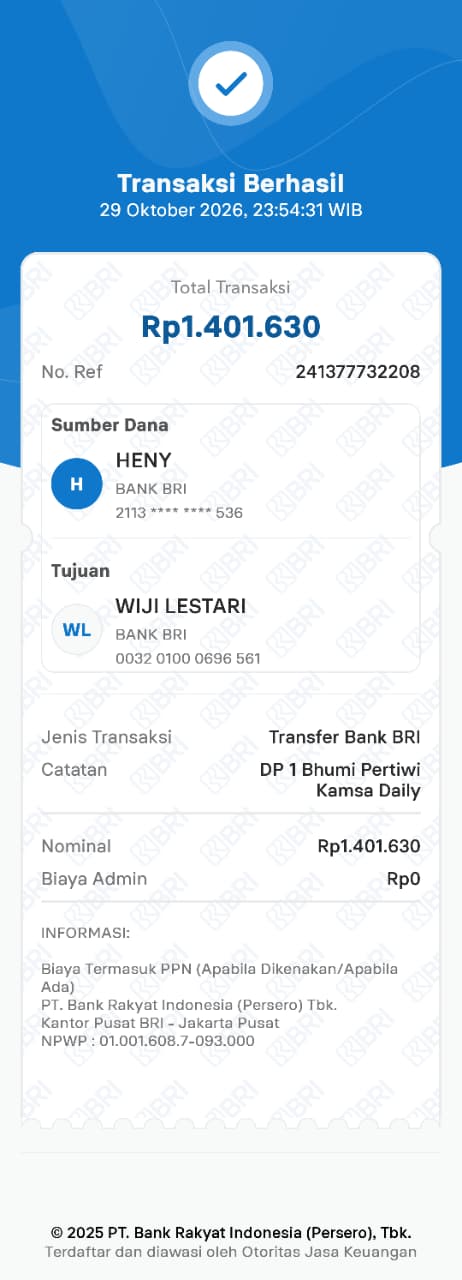 Transaksi Berhasil
29 Oktober 2026, 23:54:31 WIB
Total Transaksi
Rp1.401.630
No. Ref 241377732208
Sumber Dana
H
HENY
BANK BRI
2113 **** **** 536
Tujuan
WL
WIJI LESTARI
BANK BRI
0032 0100 0696 561
Jenis Transaksi Transfer Bank BRI
Catatan DP 1 Bhumi Pertiwi
Kamsa Daily
Nominal Rp1.401.630
Biaya Admin Rp0
INFORMASI:
Biaya Termasuk PPN (Apabila Dikenakan/Apabila
Ada)
PT. Bank Rakyat Indonesia (Persero) Tbk.
Kantor Pusat BRI - Jakarta Pusat
NPWP : 01.001.608.7-093.000
© 2025 PT. Bank Rakyat Indonesia (Persero), Tbk.
Terdaftar dan diawasi oleh Otoritas Jasa Keuangan